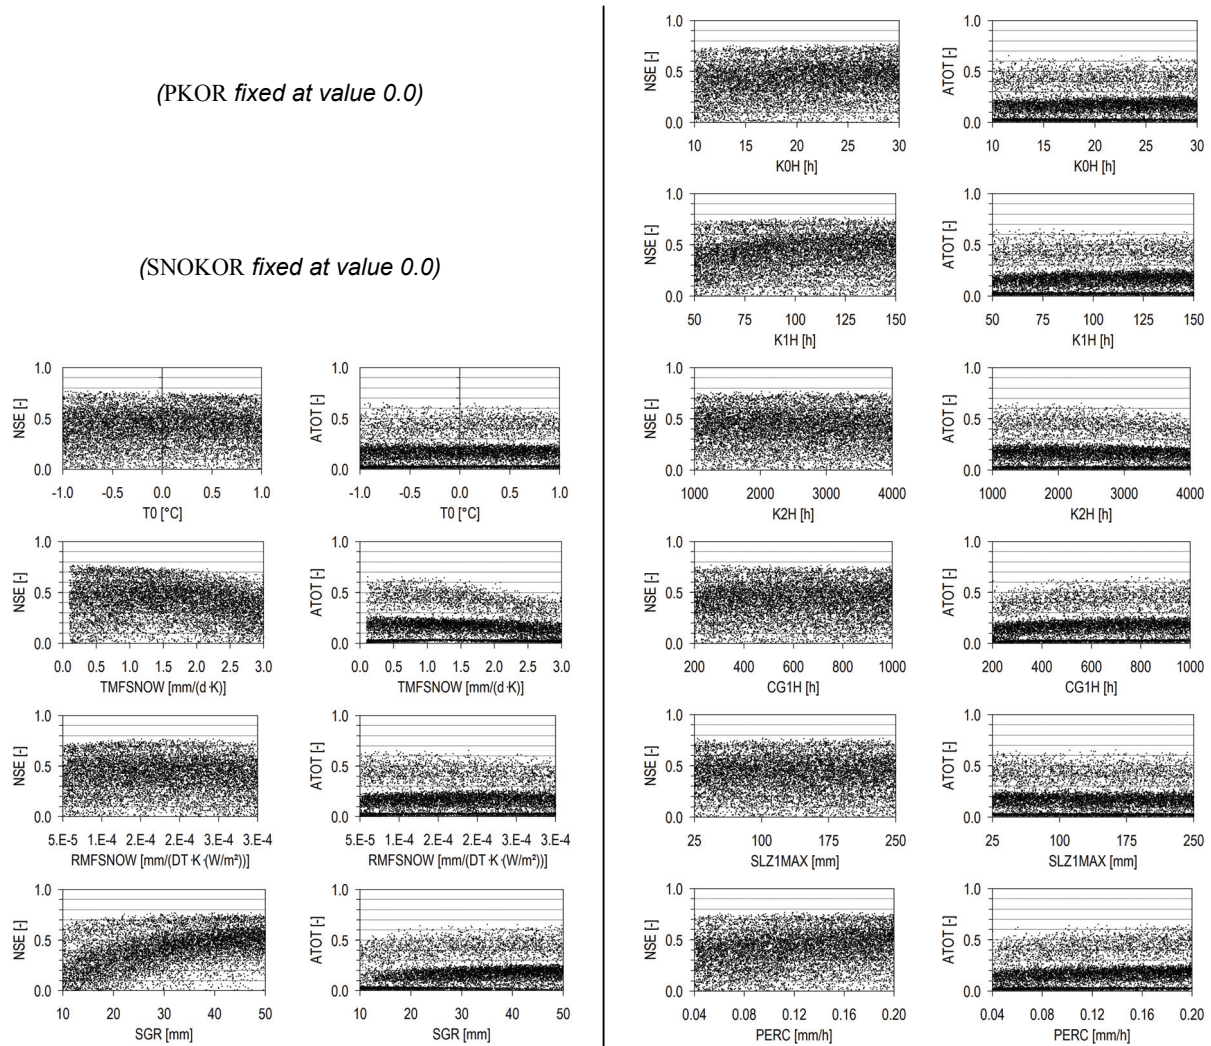 (PKOR fixed at value 0.0)
(SNOKOR fixed at value 0.0)
NSE [-]
1.0
0.5
0.0
-1.0 -0.5 0.0 0.5 1.0
T0 [°C]
ATOT [-]
1.0
0.5
0.0
-1.0 -0.5 0.0 0.5 1.0
T0 [°C]
NSE [-]
1.0
0.5
0.0
0.0 0.5 1.0 1.5 2.0 2.5 3.0
TMFSNOW [mm/(d·K)]
ATOT [-]
1.0
0.5
0.0
0.0 0.5 1.0 1.5 2.0 2.5 3.0
TMFSNOW [mm/(d·K)]
NSE [-]
1.0
0.5
0.0
5.E-5 1.E-4 2.E-4 2.E-4 3.E-4 3.E-4
RMFSNOW [mm/(DT·K·(W/m²))]
ATOT [-]
1.0
0.5
0.0
5.E-5 1.E-4 2.E-4 2.E-4 3.E-4 3.E-4
RMFSNOW [mm/(DT·K·(W/m²))]
NSE [-]
1.0
0.5
0.0
10 20 30 40 50
SGR [mm]
ATOT [-]
1.0
0.5
0.0
10 20 30 40 50
SGR [mm]
NSE [-]
1.0
0.5
0.0
10 15 20 25 30
K0H [h]
ATOT [-]
1.0
0.5
0.0
10 15 20 25 30
K0H [h]
NSE [-]
1.0
0.5
0.0
50 75 100 125 150
K1H [h]
ATOT [-]
1.0
0.5
0.0
50 75 100 125 150
K1H [h]
NSE [-]
1.0
0.5
0.0
1000 2000 3000 4000
K2H [h]
ATOT [-]
1.0
0.5
0.0
1000 2000 3000 4000
K2H [h]
NSE [-]
1.0
0.5
0.0
200 400 600 800 1000
CG1H [h]
ATOT [-]
1.0
0.5
0.0
200 400 600 800 1000
CG1H [h]
NSE [-]
1.0
0.5
0.0
25 100 175 250
SLZ1MAX [mm]
ATOT [-]
1.0
0.5
0.0
25 100 175 250
SLZ1MAX [mm]
NSE [-]
1.0
0.5
0.0
0.04 0.08 0.12 0.16 0.20
PERC [mm/h]
ATOT [-]
1.0
0.5
0.0
0.04 0.08 0.12 0.16 0.20
PERC [mm/h]